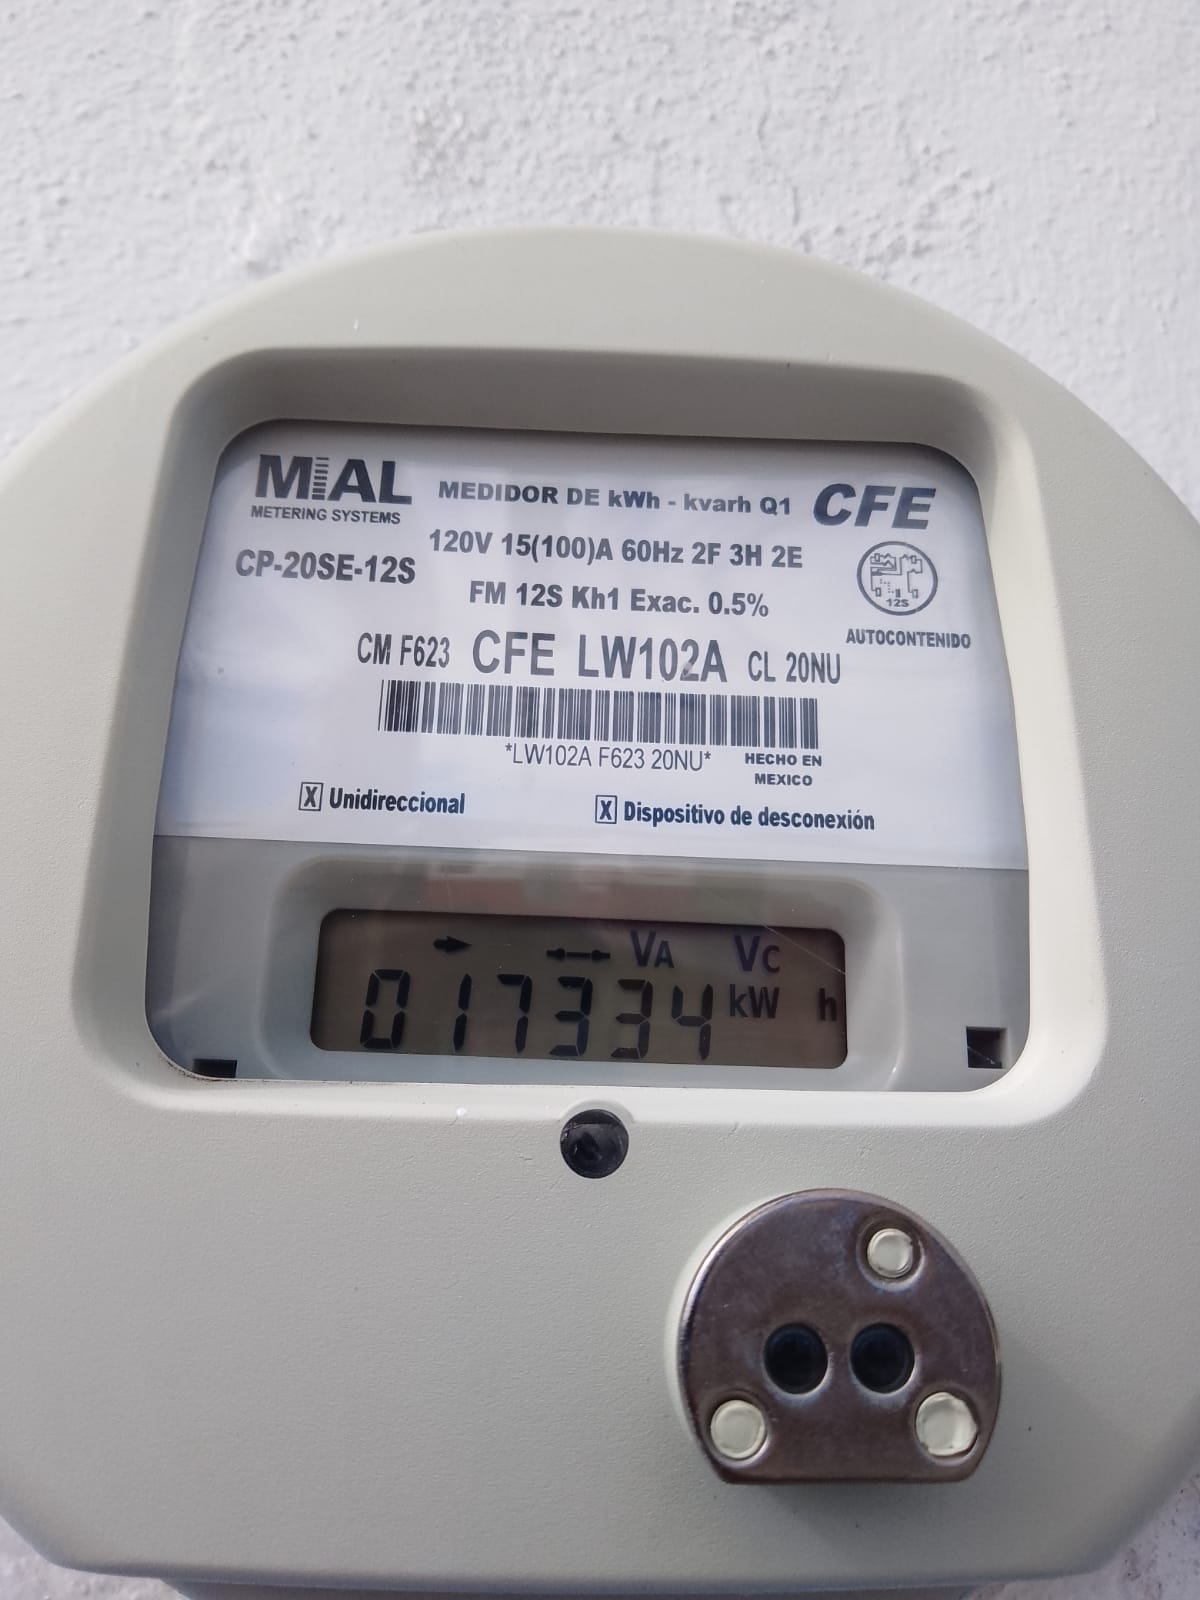 MIAL
METERING SYSTEMS
MEDIDOR DE kWh - kvarh Q1
CFE
120V 15(100)A 60Hz 2F 3H 2E
CP-20SE-12S
FM 12S Kh1 Exac. 0.5%
12S
AUTOCONTENIDO
CM F623 CFE LW102A CL 20NU
*LW102A F623 20NU*
HECHO EN
MEXICO
X Unidireccional
X Dispositivo de desconexión
VA VC
017334 kW h